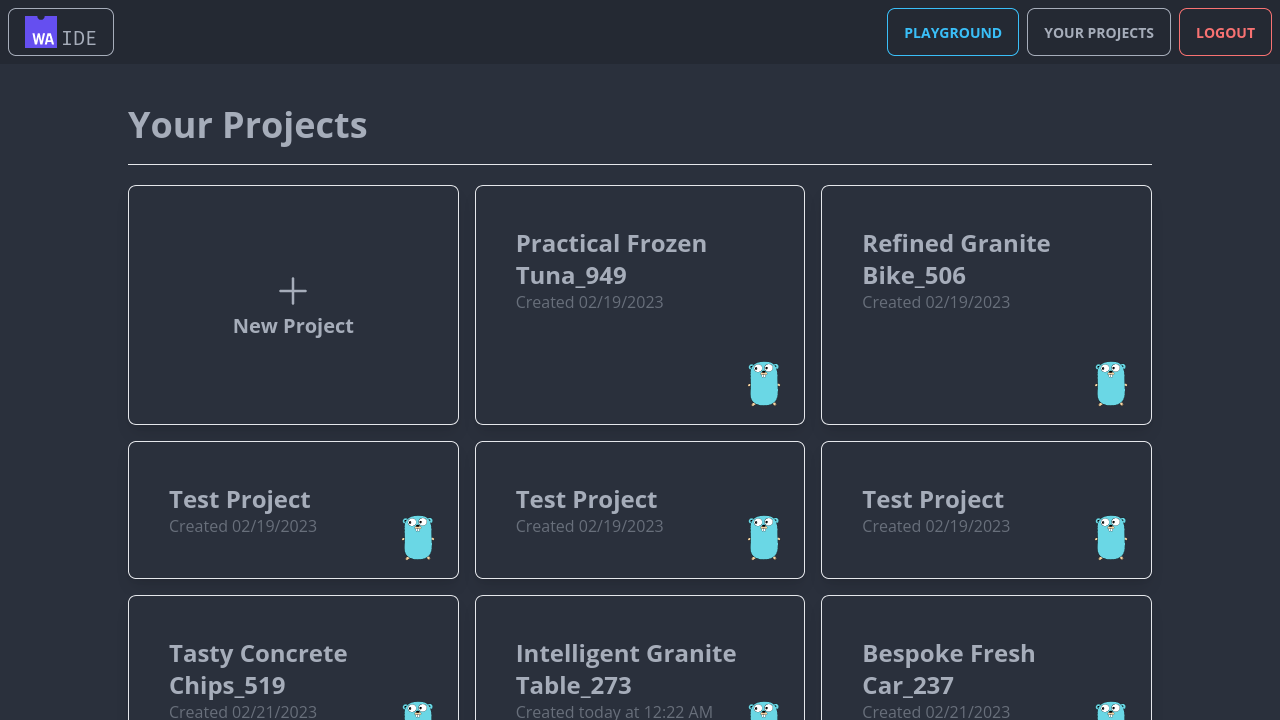 WA IDE
PLAYGROUND
YOUR PROJECTS
LOGOUT
Your Projects
New Project
Practical Frozen
Tuna_949
Created 02/19/2023
Refined Granite
Bike_506
Created 02/19/2023
Test Project
Created 02/19/2023
Test Project
Created 02/19/2023
Test Project
Created 02/19/2023
Tasty Concrete
Chips_519
Created 02/21/2023
Intelligent Granite
Table_273
Created today at 12:22 AM
Bespoke Fresh
Car_237
Created 02/21/2023